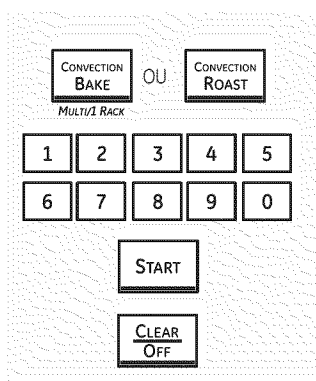 CONVECTION
BAKE
OU
CONVECTION
ROAST
MULTI/1 RACK
1 2 3 4 5
6 7 8 9 0
START
CLEAR
OFF